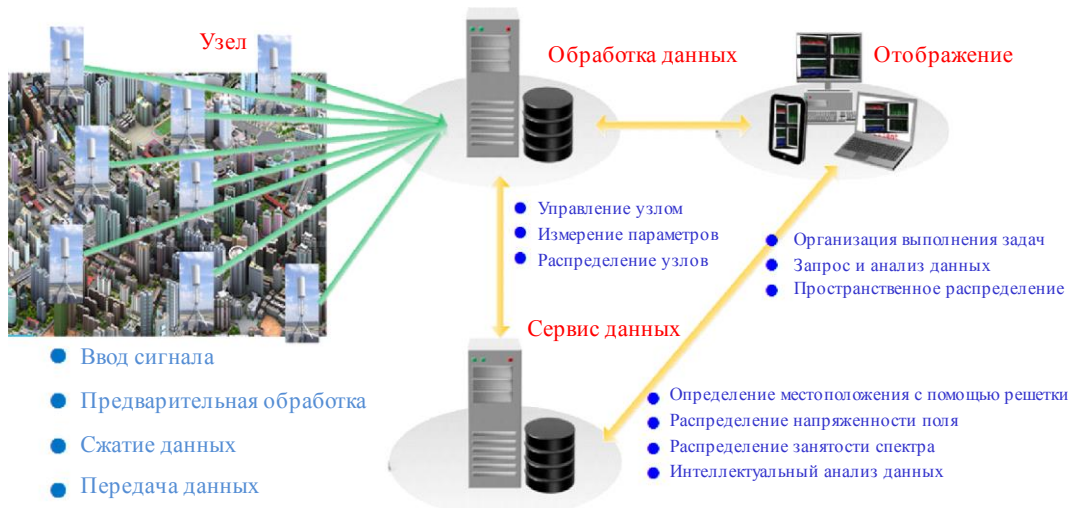 Узел
Обработка данных
Отображение
Управление узлом
Измерение параметров
Распределение узлов
Организация выполнения задач
Запрос и анализ данных
Пространственное распределение
Сервис данных
Ввод сигнала
Предварительная обработка
Сжатие данных
Передача данных
Определение местоположения с помощью решетки
Распределение напряженности поля
Распределение занятости спектра
Интеллектуальный анализ данных